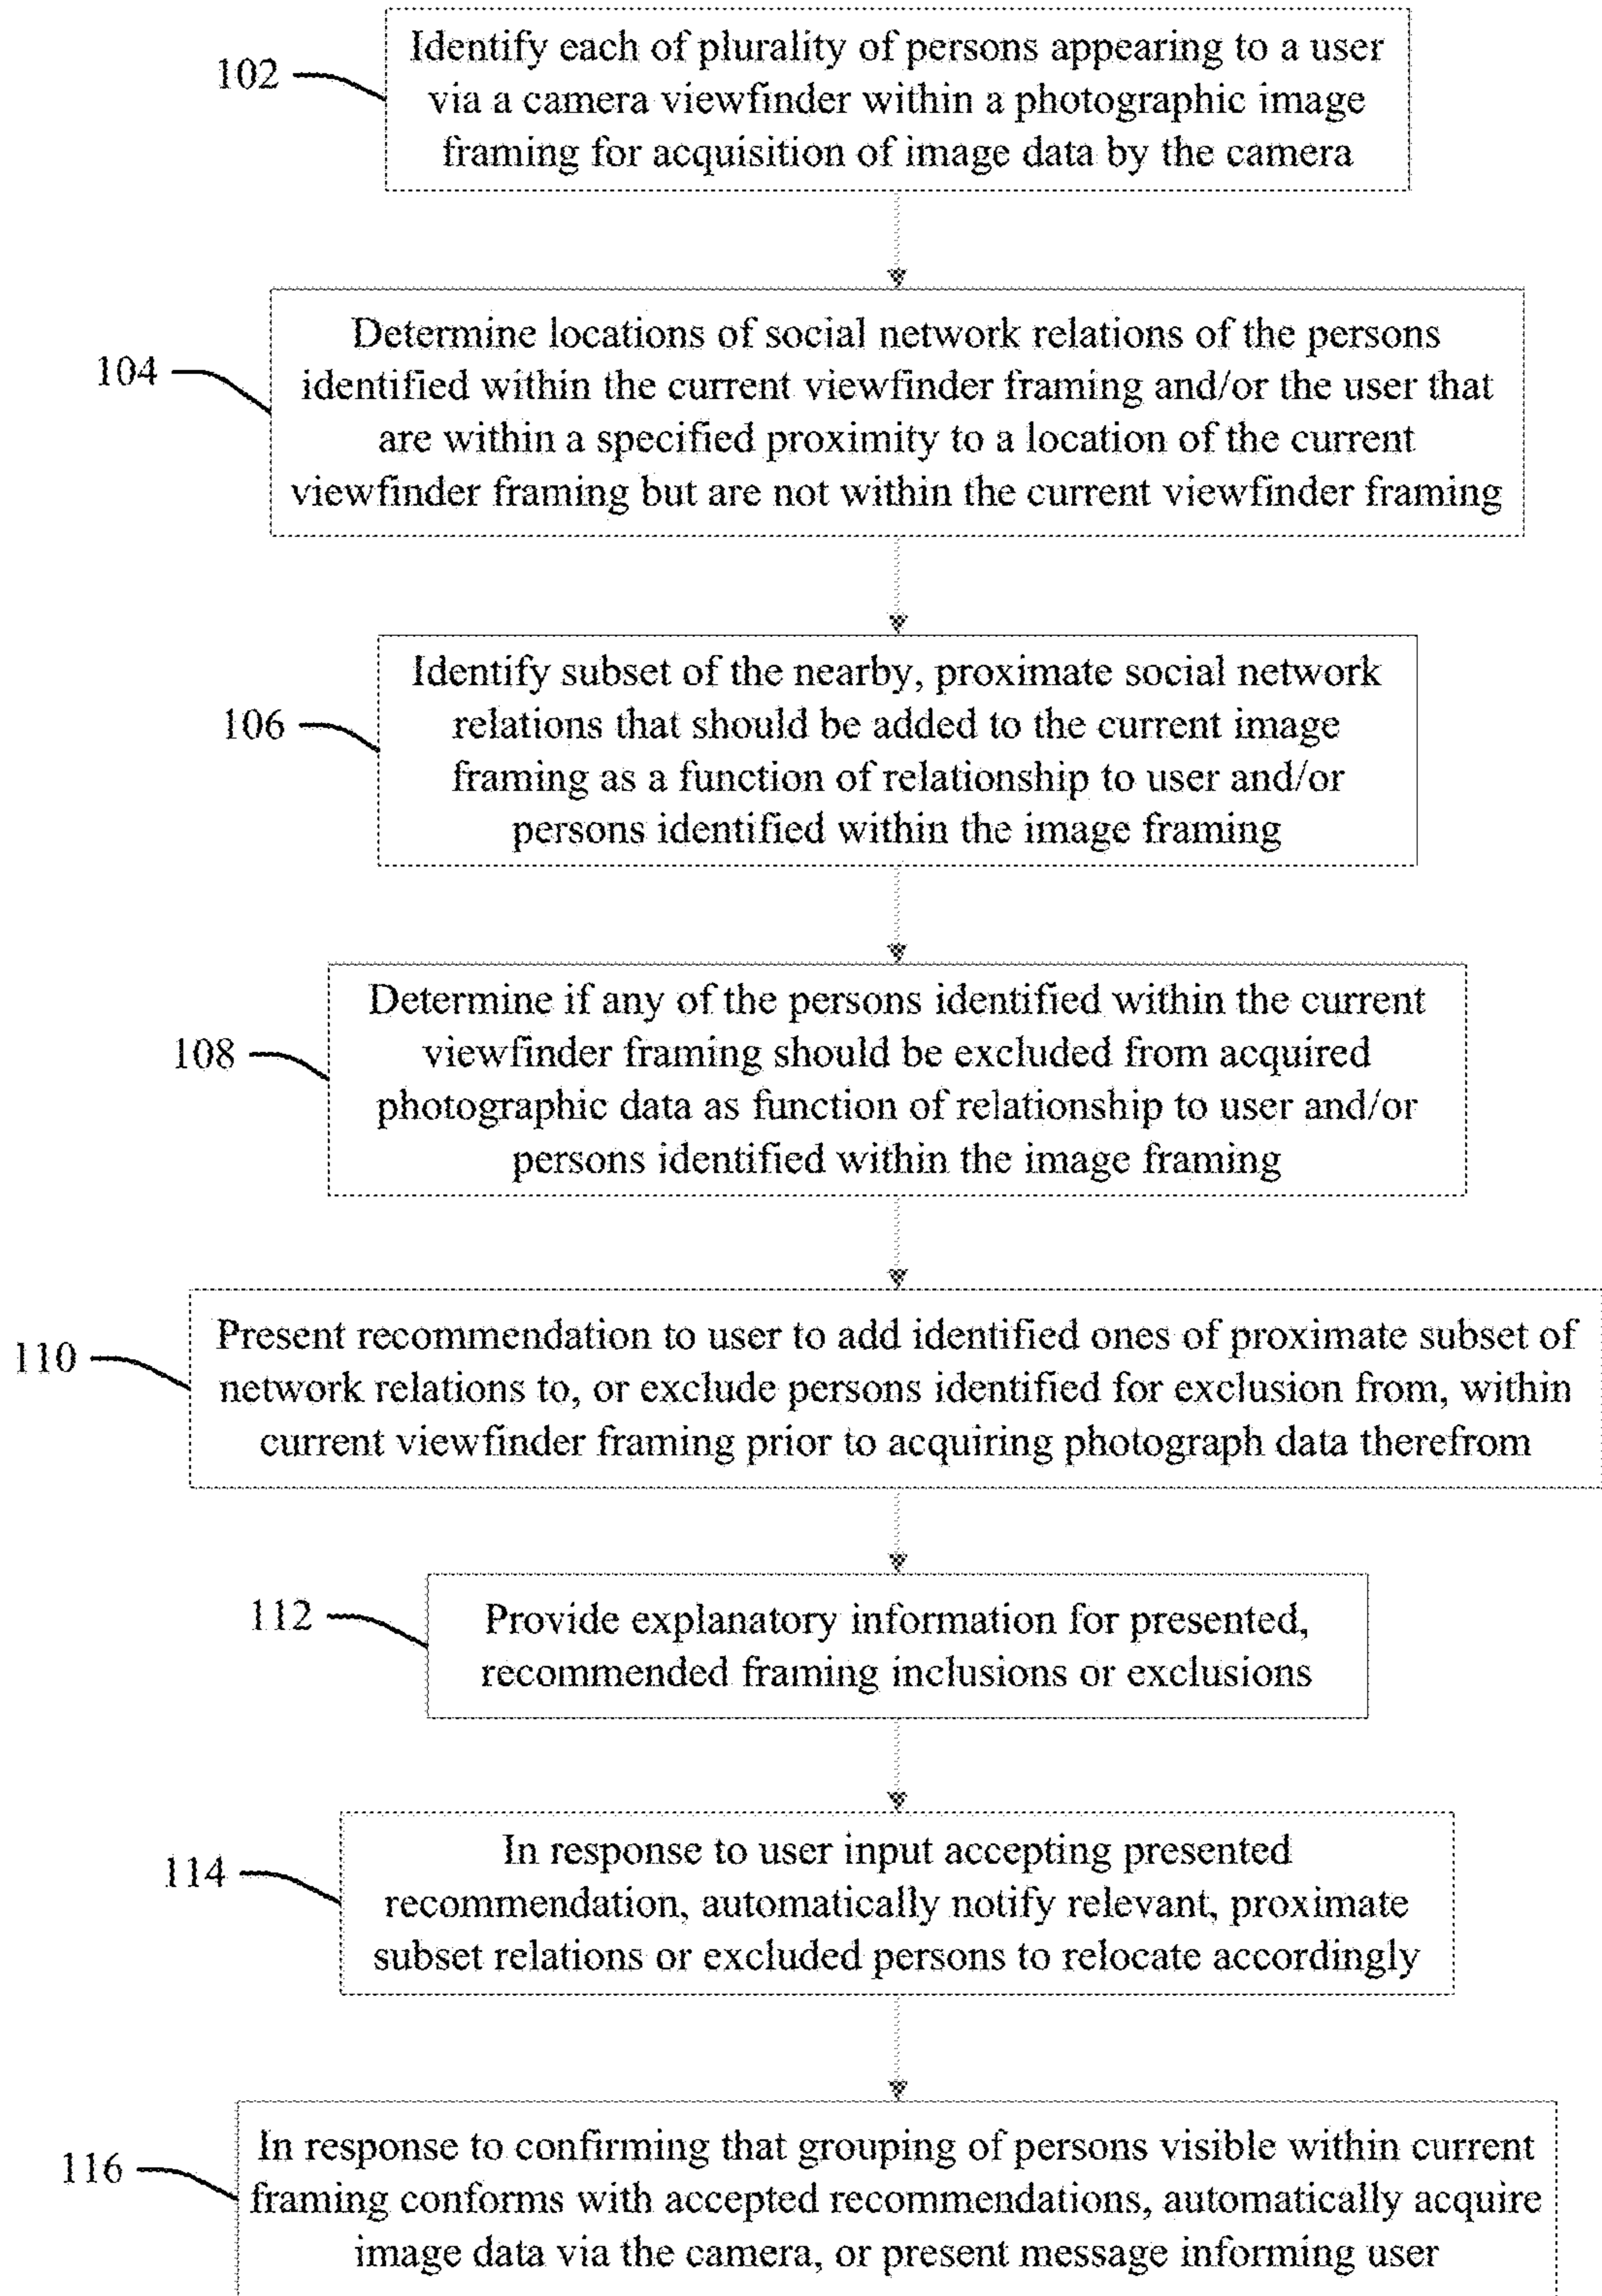 102
Identify each of plurality of persons appearing to a user
via a camera viewfinder within a photographic image
framing for acquisition of image data by the camera
104
Determine locations of social network relations of the persons
identified within the current viewfinder framing and/or the user that
are within a specified proximity to a location of the current
viewfinder framing but are not within the current viewfinder framing
106
Identify subset of the nearby, proximate social network
relations that should be added to the current image
framing as a function of relationship to user and/or
persons identified within the image framing
108
Determine if any of the persons identified within the current
viewfinder framing should be excluded from acquired
photographic data as function of relationship to user and/or
persons identified within the image framing
110
Present recommendation to user to add identified ones of proximate subset of
network relations to, or exclude persons identified for exclusion from, within
current viewfinder framing prior to acquiring photograph data therefrom
112
Provide explanatory information for presented,
recommended framing inclusions or exclusions
114
In response to user input accepting presented
recommendation, automatically notify relevant, proximate
subset relations or excluded persons to relocate accordingly
116
In response to confirming that grouping of persons visible within current
framing conforms with accepted recommendations, automatically acquire
image data via the camera, or present message informing user